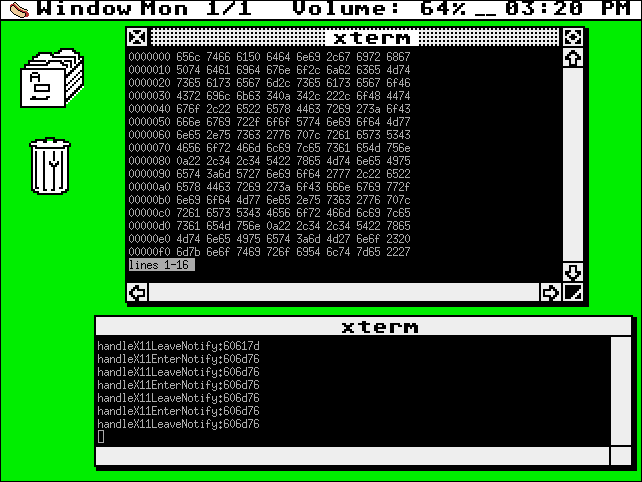 Window Mon 1/1 Volume: 64% __ 03:20 PM
xterm
0000000 656c 7466 6150 6464 6e69 2c67 6972 6867
0000010 5074 6461 6964 676e 6f2c 6a62 6365 4d74
0000020 7365 6173 6567 6d2c 7365 6173 6567 6f46
0000030 4372 696c 6b63 340a 342c 222c 6f48 4474
0000040 676f 2c22 6522 6578 4463 7269 273a 6f43
0000050 666e 6769 722f 6f6f 5774 6e69 6f64 4d77
0000060 6e65 2e75 7363 2776 707c 7261 6573 5343
0000070 4656 6f72 466d 6c69 7c65 7361 654d 756e
0000080 0a22 2c34 2c34 5422 7865 4d74 6e65 4975
0000090 6574 3a6d 5727 6e69 6f64 2777 2c22 6522
00000a0 6578 4463 7269 273a 6f43 666e 6769 772f
00000b0 6e69 6f64 4d77 6e65 2e75 7363 2776 707c
00000c0 7261 6573 5343 4656 6f72 466d 6c69 7c65
00000d0 7361 654d 756e 0a22 2c34 2c34 5422 7865
00000e0 4d74 6e65 4975 6574 3a6d 4d27 6e6f 2320
00000f0 6d7b 6e6f 7469 726f 6954 6c74 7d65 2227
lines 1-16
xterm
handleX11LeaveNotify:60617d
handleX11EnterNotify:606d76
handleX11LeaveNotify:606d76
handleX11EnterNotify:606d76
handleX11LeaveNotify:606d76
handleX11EnterNotify:606d76
handleX11LeaveNotify:606d76